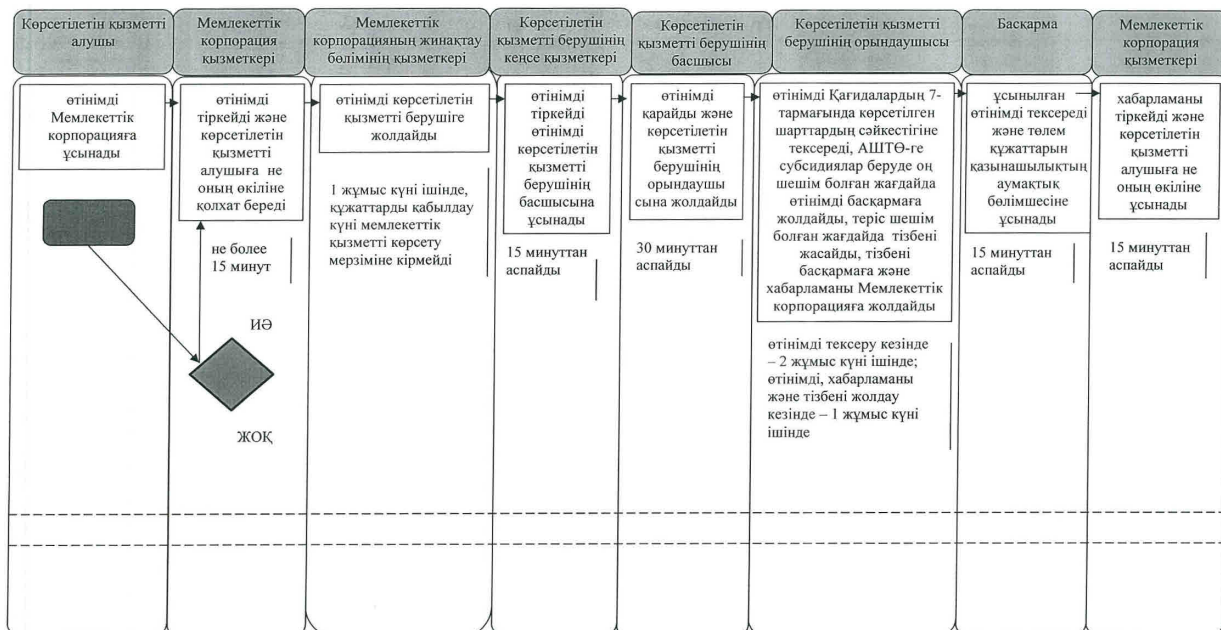 Көрсетілетін қызметті
алушы
Мемлекеттік
корпорация
қызметкері
Мемлекеттік
корпорацияның жинақтау
бөлімінің қызметкері
Көрсетілетін
қызметті берушінің
кеңсе қызметкері
Көрсетілетін
қызметті берушінің
басшысы
Көрсетілетін қызметті
берушінің орындаушысы
Басқарма
Мемлекеттік
корпорация
қызметкері
өтінімді
Мемлекеттік
корпорацияға
ұсынады
өтінімді
тіркейді және
көрсетілетін
қызметті
алушыға не
оның өкіліне
қолхат береді
не более
15 минут
ИӘ
ЖОҚ
өтінімді көрсетілетін
қызметті берушіге
жолдайды
1 жұмыс күні ішінде,
құжаттарды қабылдау
күні мемлекеттік
қызметті көрсету
мерзіміне кірмейді
өтінімді
тіркейді
өтінімді
көрсетілетін
қызметті
берушінің
басшысына
ұсынады
15 минуттан
аспайды
өтінімді
қарайды және
көрсетілетін
қызметті
берушінің
орындаушы
сына жолдайды
30 минуттан
аспайды
өтінімді Қағидалардың 7-
тармағында көрсетілген
шарттардың сәйкестігіне
тексереді, АШТӨ-ге
субсидиялар беруде оң
шешім болған жағдайда
өтінімді басқармаға
жолдайды, теріс шешім
болған жағдайда тізбені
жасайды, тізбені
басқармаға және
хабарламаны Мемлекеттік
корпорацияға жолдайды
өтінімді тексеру кезінде
– 2 жұмыс күні ішінде;
өтінімді, хабарламаны
және тізбені жолдау
кезінде – 1 жұмыс күні
ішінде
ұсынылған
өтінімді тексереді
және төлем
құжаттарын
қазынашылықтың
аумақтық
бөлімшесіне
ұсынады
15 минуттан
аспайды
хабарламаны
тіркейді және
көрсетілетін
қызметті
алушыға не
оның өкіліне
ұсынады
15 минуттан
аспайды